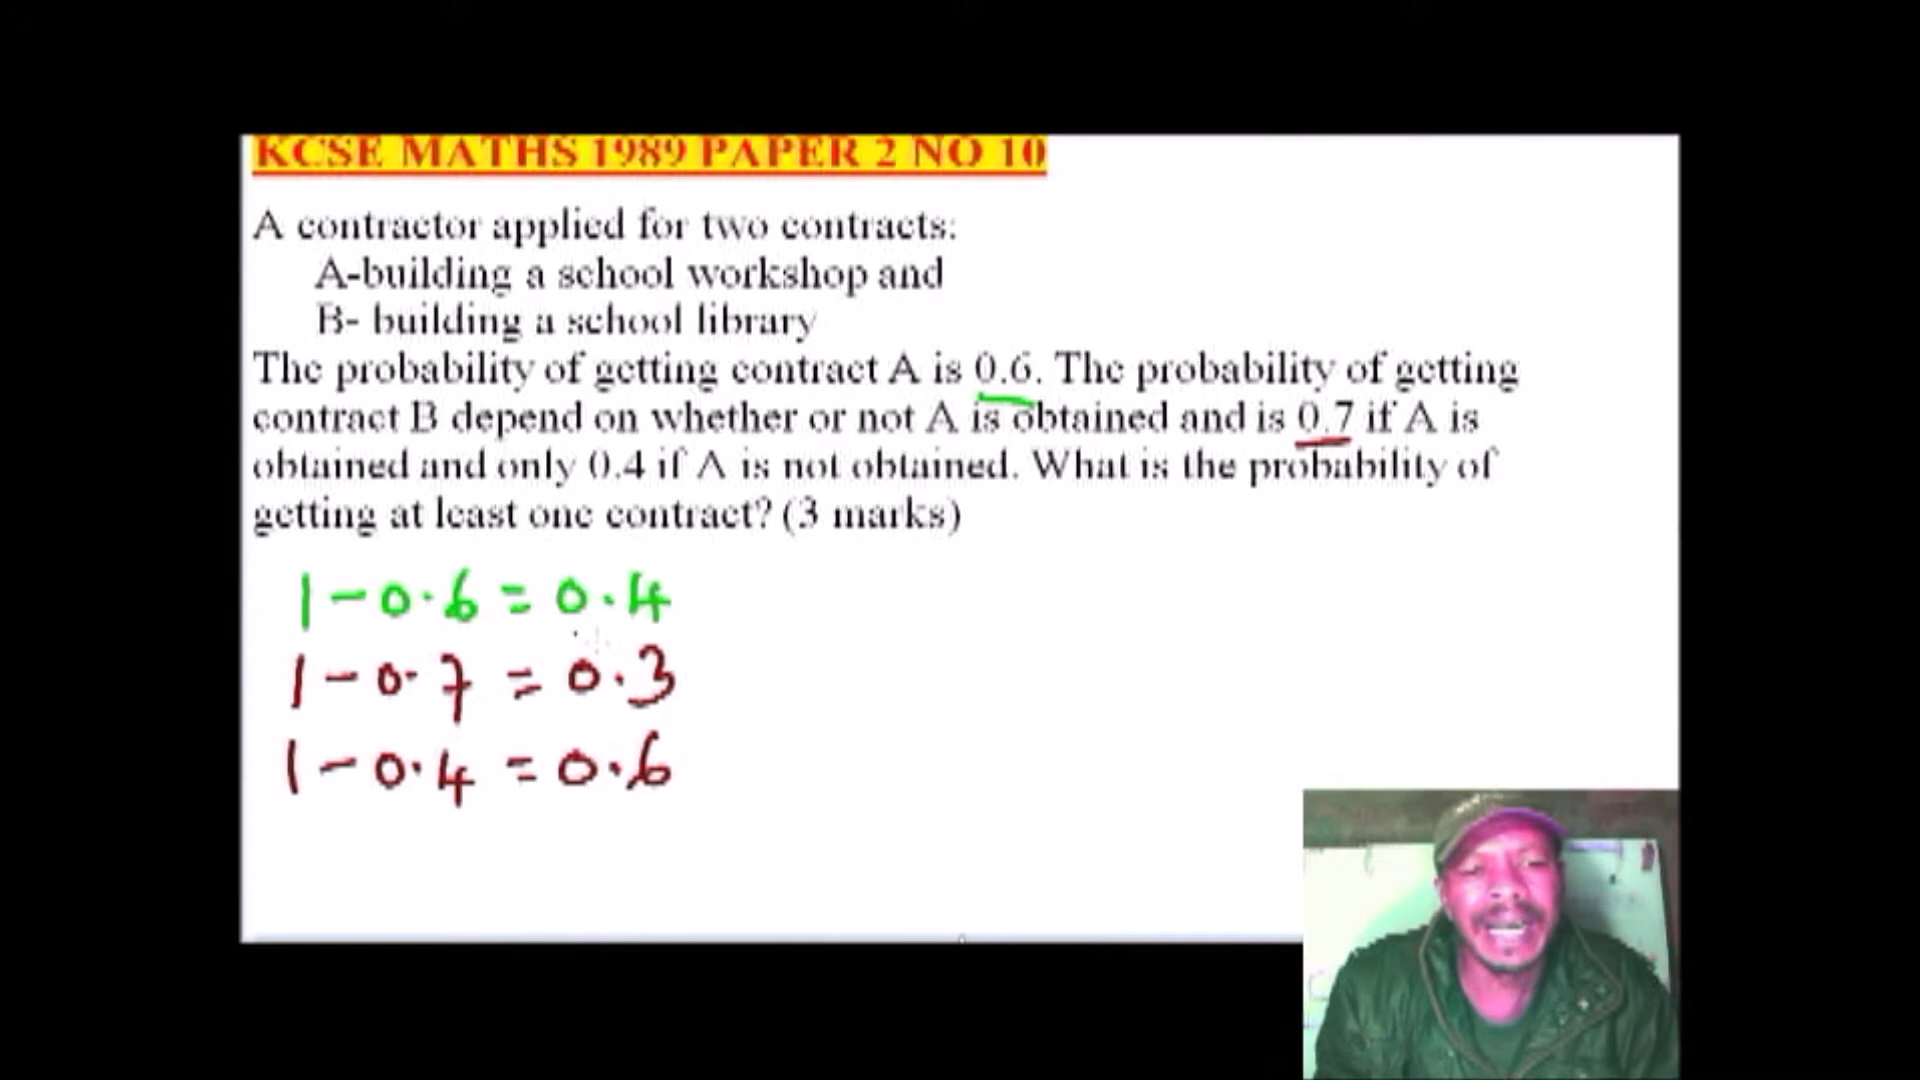 KCSE MATHS 1989 PAPER 2 NO 10
A contractor applied for two contracts:
A-building a school workshop and
B- building a school library
The probability of getting contract A is 0.6. The probability of getting
contract B depend on whether or not A is obtained and is 0.7 if A is
obtained and only 0.4 if A is not obtained. What is the probability of
getting at least one contract? (3 marks)
1-0.6=0.4
1-0.7=0.3
1-0.4=0.6